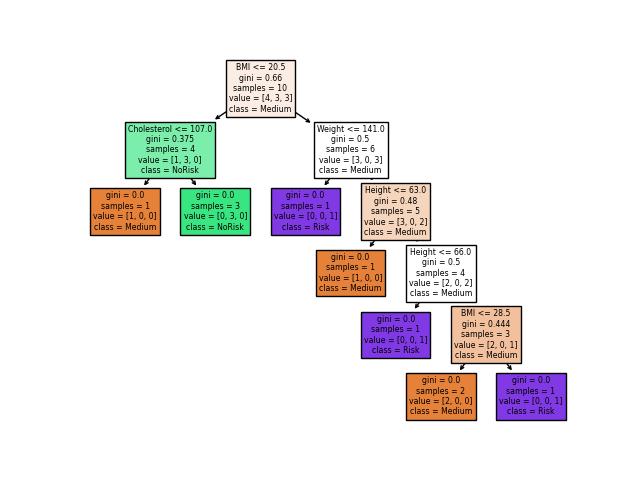 BMI <= 20.5
gini = 0.66
samples = 10
value = [4, 3, 3]
class = Medium
Cholesterol <= 107.0
gini = 0.375
samples = 4
value = [1, 3, 0]
class = NoRisk
Weight <= 141.0
gini = 0.5
samples = 6
value = [3, 0, 3]
class = Medium
gini = 0.0
samples = 1
value = [1, 0, 0]
class = Medium
gini = 0.0
samples = 3
value = [0, 3, 0]
class = NoRisk
gini = 0.0
samples = 1
value = [0, 0, 1]
class = Risk
Height <= 63.0
gini = 0.48
samples = 5
value = [3, 0, 2]
class = Medium
gini = 0.0
samples = 1
value = [1, 0, 0]
class = Medium
Height <= 66.0
gini = 0.5
samples = 4
value = [2, 0, 2]
class = Medium
gini = 0.0
samples = 1
value = [0, 0, 1]
class = Risk
BMI <= 28.5
gini = 0.444
samples = 3
value = [2, 0, 1]
class = Medium
gini = 0.0
samples = 2
value = [2, 0, 0]
class = Medium
gini = 0.0
samples = 1
value = [0, 0, 1]
class = Risk